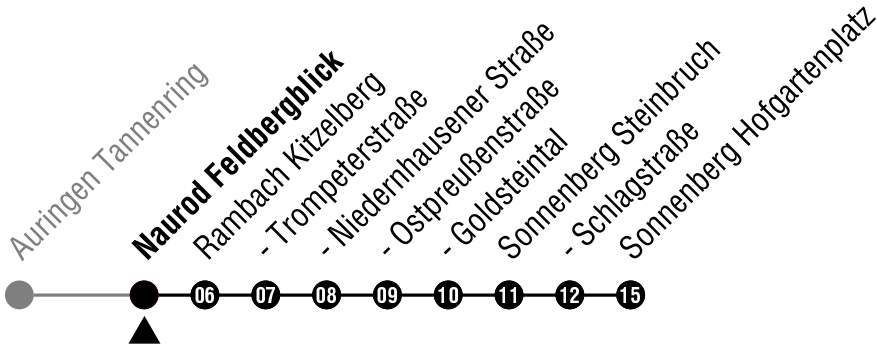 Auringen Tannenring
Naurod Feldbergblick
Rambach Kitzelberg
- Trompeterstraße
- Niedernhausener Straße
- Ostpreußenstraße
- Goldsteintal
Sonnenberg Steinbruch
- Schlagstraße
Sonnenberg Hofgartenplatz
06 07 08 09 10 11 12 15